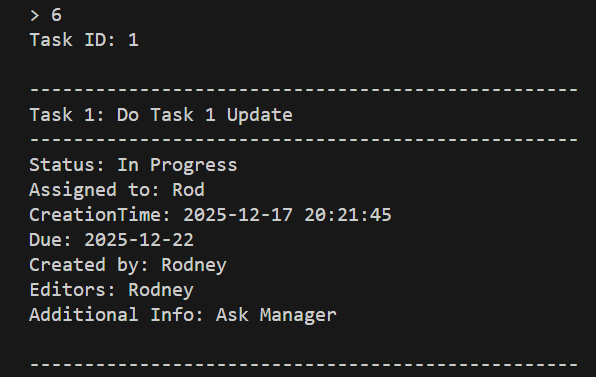 > 6
Task ID: 1
--------------------------------------------------
Task 1: Do Task 1 Update
--------------------------------------------------
Status: In Progress
Assigned to: Rod
CreationTime: 2025-12-17 20:21:45
Due: 2025-12-22
Created by: Rodney
Editors: Rodney
Additional Info: Ask Manager
--------------------------------------------------